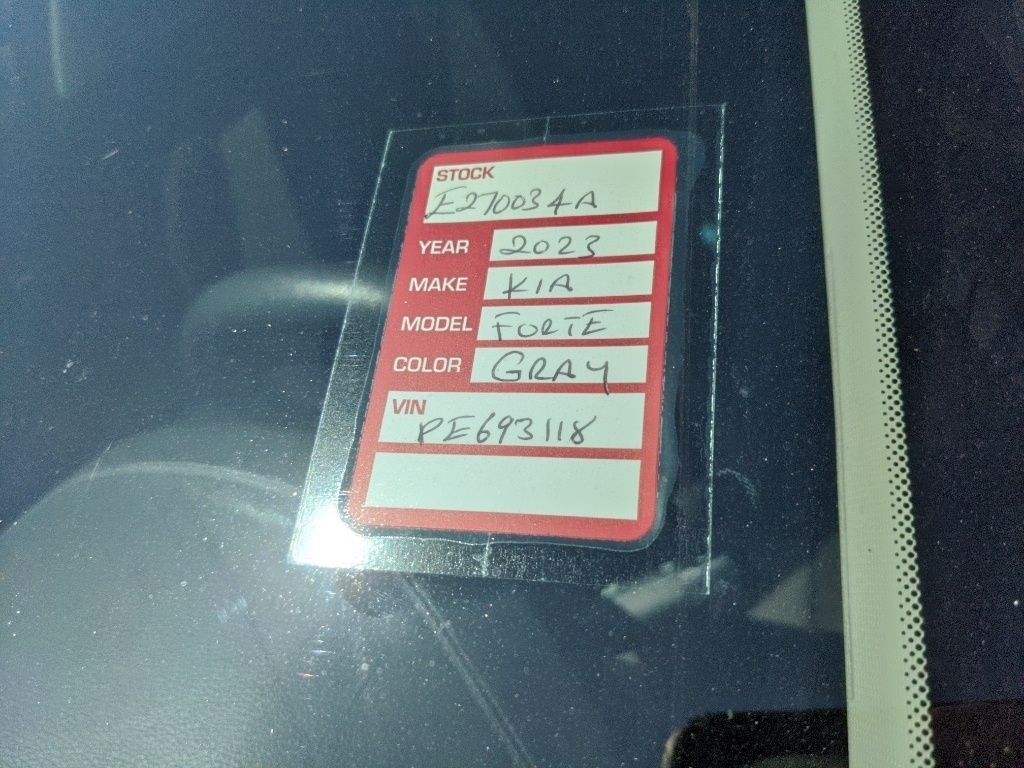 STOCK
E270034A
YEAR 2023
MAKE KIA
MODEL FORTE
COLOR GRAY
VIN
PE693118